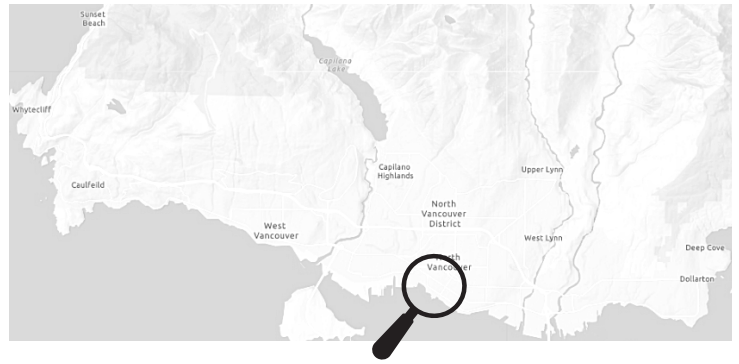 Sunset
Beach
Capilano
Lake
Whytecliff
Capilano
Highlands
Upper Lynn
Caulfeild
North
Vancouver
District
West
Vancouver
West Lynn
Deep Cove
North
Vancouver
Dollarton